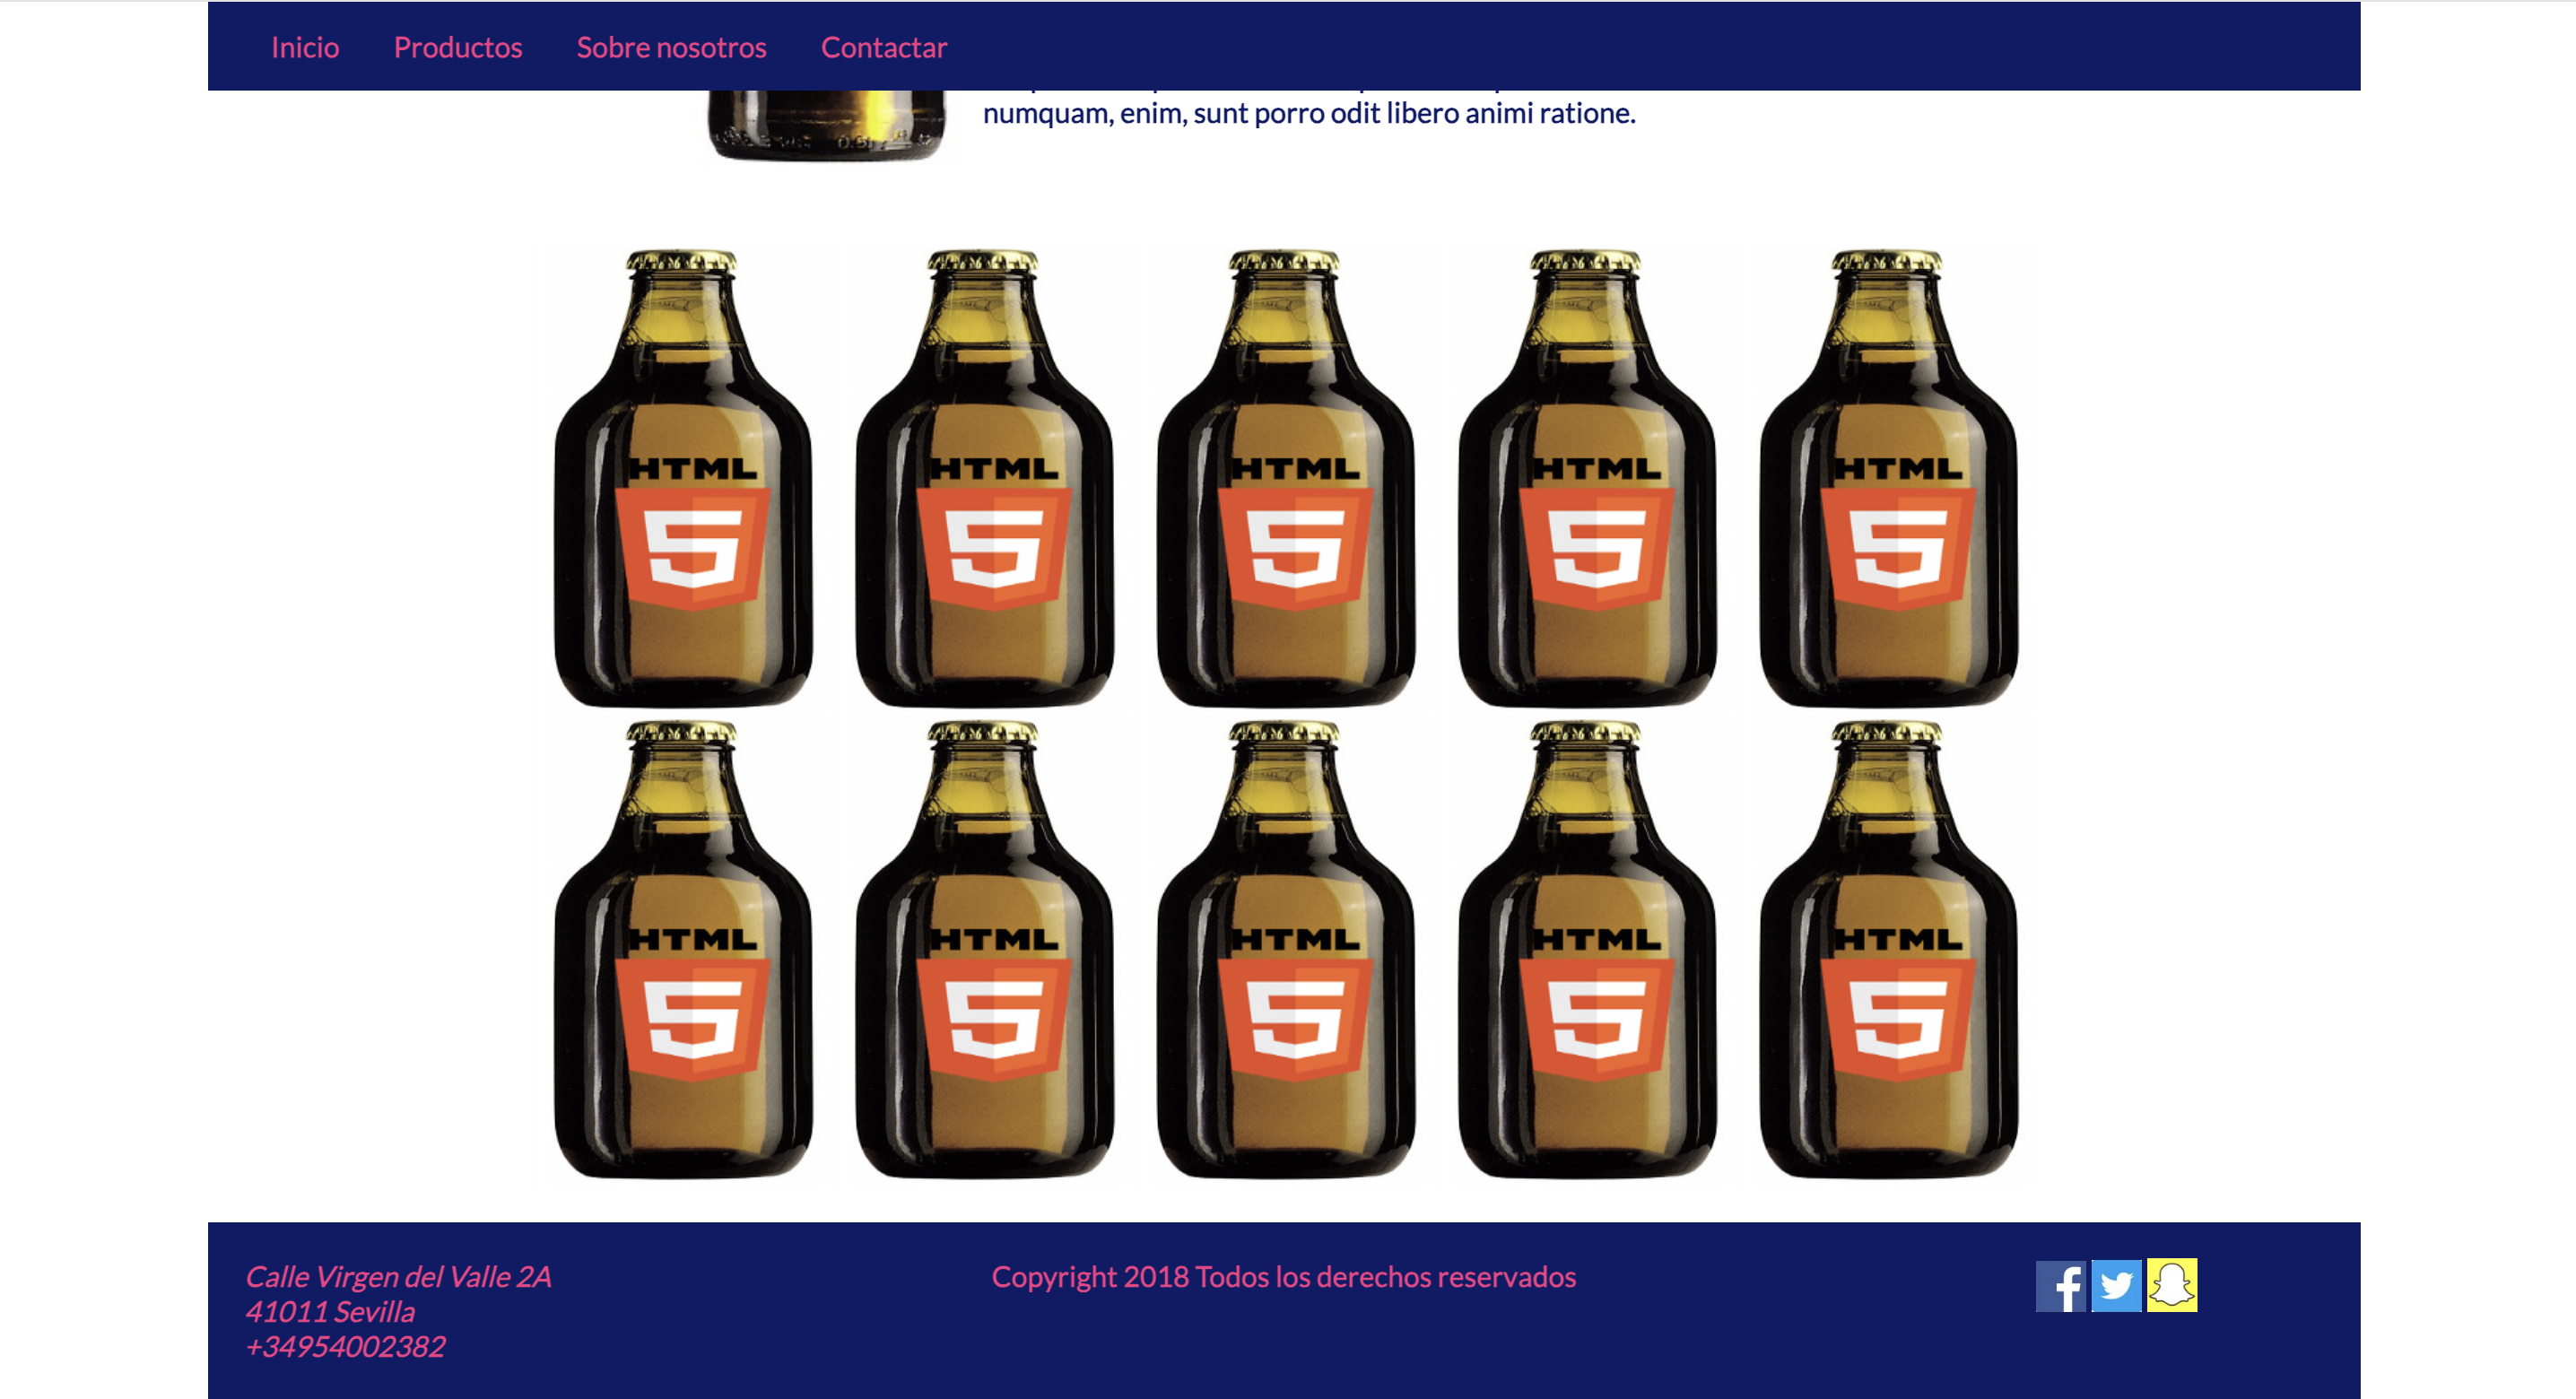 Inicio Productos Sobre nosotros Contactar
numquam, enim, sunt porro odit libero animi ratione.
HTML HTML HTML HTML HTML
5 5 5 5 5
HTML HTML HTML HTML HTML
5 5 5 5 5
Calle Virgen del Valle 2A
41011 Sevilla
+34954002382
Copyright 2018 Todos los derechos reservados
f